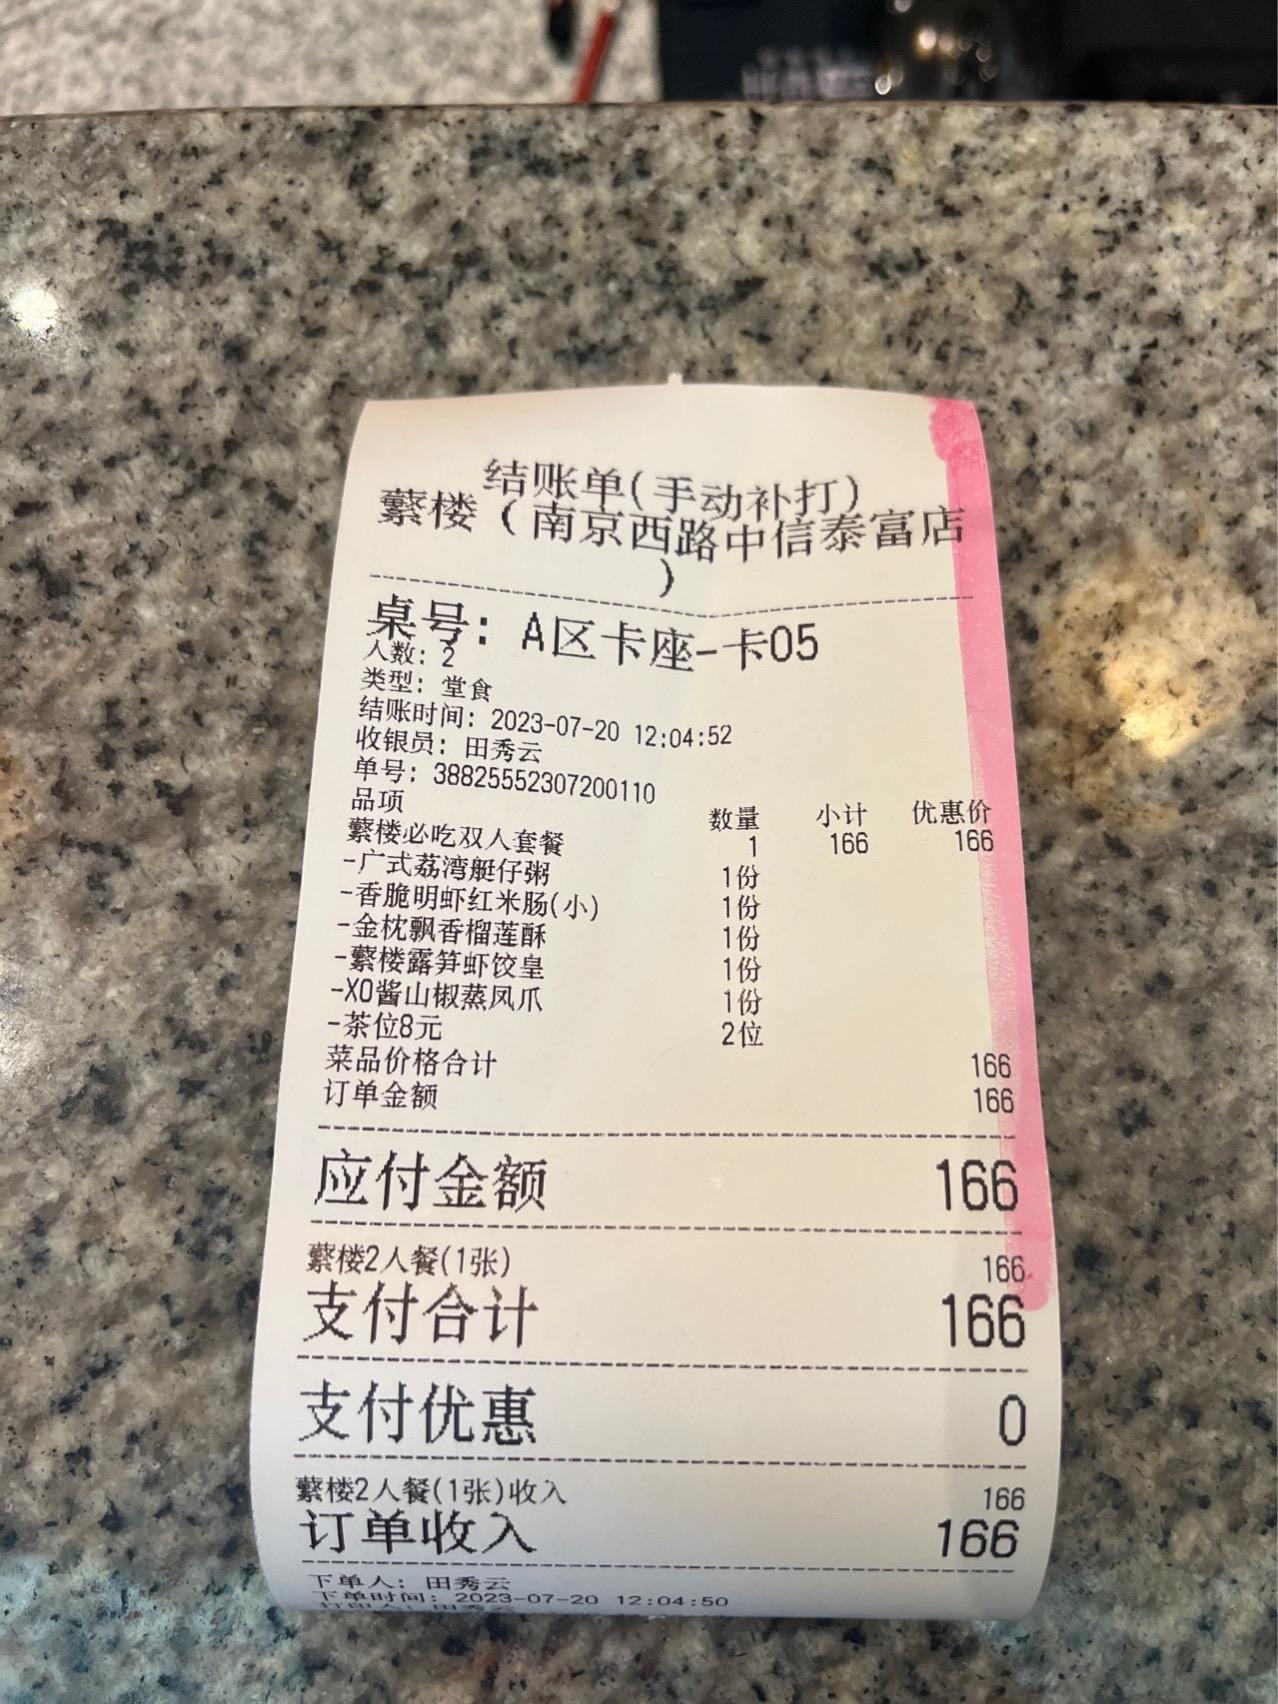 结账单(手动补打)
蘩楼（南京西路中信泰富店
）
桌号: A区卡座-卡05
人数: 2
类型: 堂食
结账时间: 2023-07-20 12:04:52
收银员: 田秀云
单号: 38825552307200110
品项 数量 小计 优惠价
蘩楼必吃双人套餐 1 166 166
-广式荔湾艇仔粥 1份
-香脆明虾红米肠(小) 1份
-金枕飘香榴莲酥 1份
-蘩楼露笋虾饺皇 1份
-XO酱山椒蒸凤爪 1份
-茶位8元 2位
菜品价格合计 166
订单金额 166
应付金额 166
蘩楼2人餐(1张) 166
支付合计 166
支付优惠 0
蘩楼2人餐(1张)收入 166
订单收入 166
下单人: 田秀云
下单时间: 2023-07-20 12:04:50
打印人: 田秀云